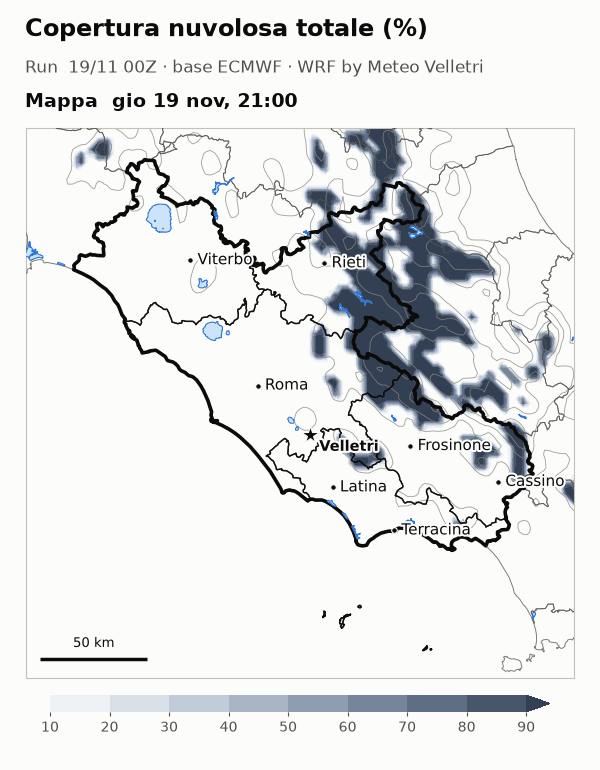 Copertura nuvolosa totale (%)
Run  19/11 00Z · base ECMWF · WRF by Meteo Velletri
Mappa  gio 19 nov, 21:00
Viterbo
Rieti
Roma
Velletri
Frosinone
Latina
Cassino
Terracina
50 km
10 20 30 40 50 60 70 80 90